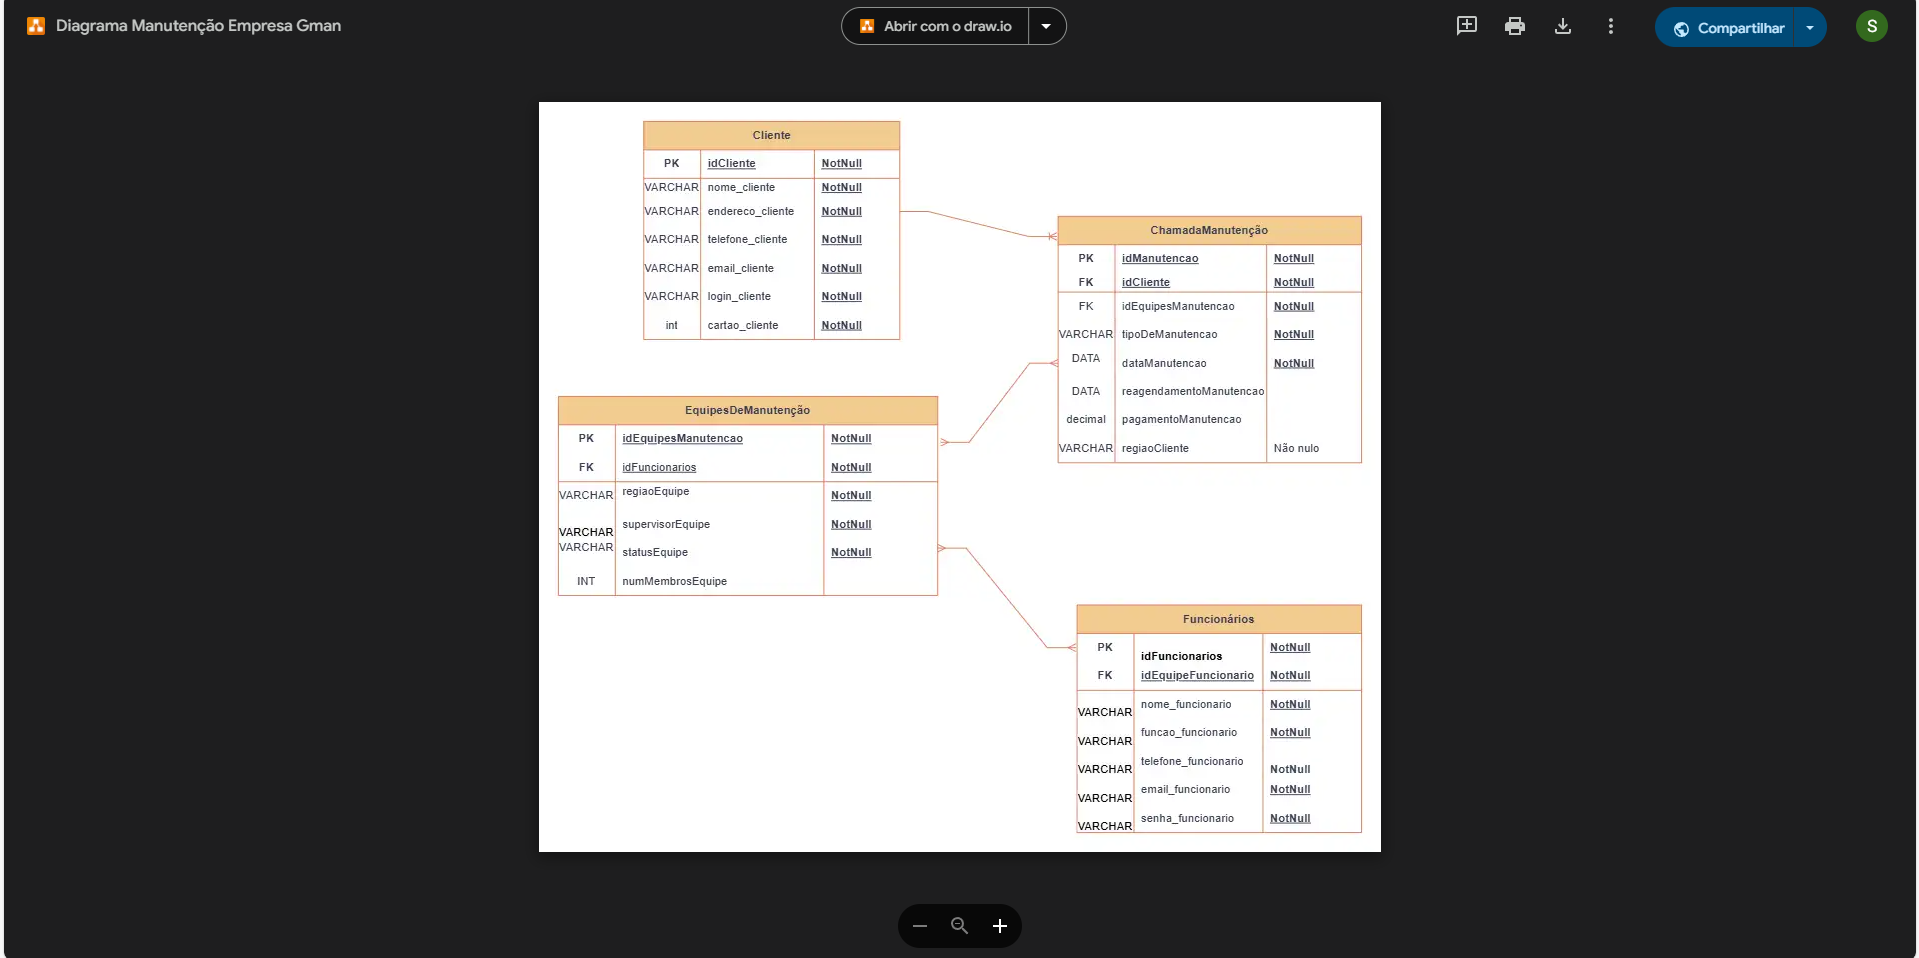 Diagrama Manutenção Empresa Gman
Abrir com o draw.io
Compartilhar
S
Cliente
PK idCliente NotNull
VARCHAR nome_cliente NotNull
VARCHAR endereco_cliente NotNull
VARCHAR telefone_cliente NotNull
VARCHAR email_cliente NotNull
VARCHAR login_cliente NotNull
int cartao_cliente NotNull
ChamadaManutenção
PK idManutencao NotNull
FK idCliente NotNull
FK idEquipesManutencao NotNull
VARCHAR tipoDeManutencao NotNull
DATA dataManutencao NotNull
DATA reagendamentoManutencao
decimal pagamentoManutencao
VARCHAR regiaoCliente Não nulo
EquipesDeManutenção
PK idEquipesManutencao NotNull
FK idFuncionarios NotNull
VARCHAR regiaoEquipe NotNull
VARCHAR supervisorEquipe NotNull
VARCHAR statusEquipe NotNull
INT numMembrosEquipe
Funcionários
PK idFuncionarios NotNull
FK idEquipeFuncionario NotNull
VARCHAR nome_funcionario NotNull
VARCHAR funcao_funcionario NotNull
VARCHAR telefone_funcionario NotNull
VARCHAR email_funcionario NotNull
VARCHAR senha_funcionario NotNull